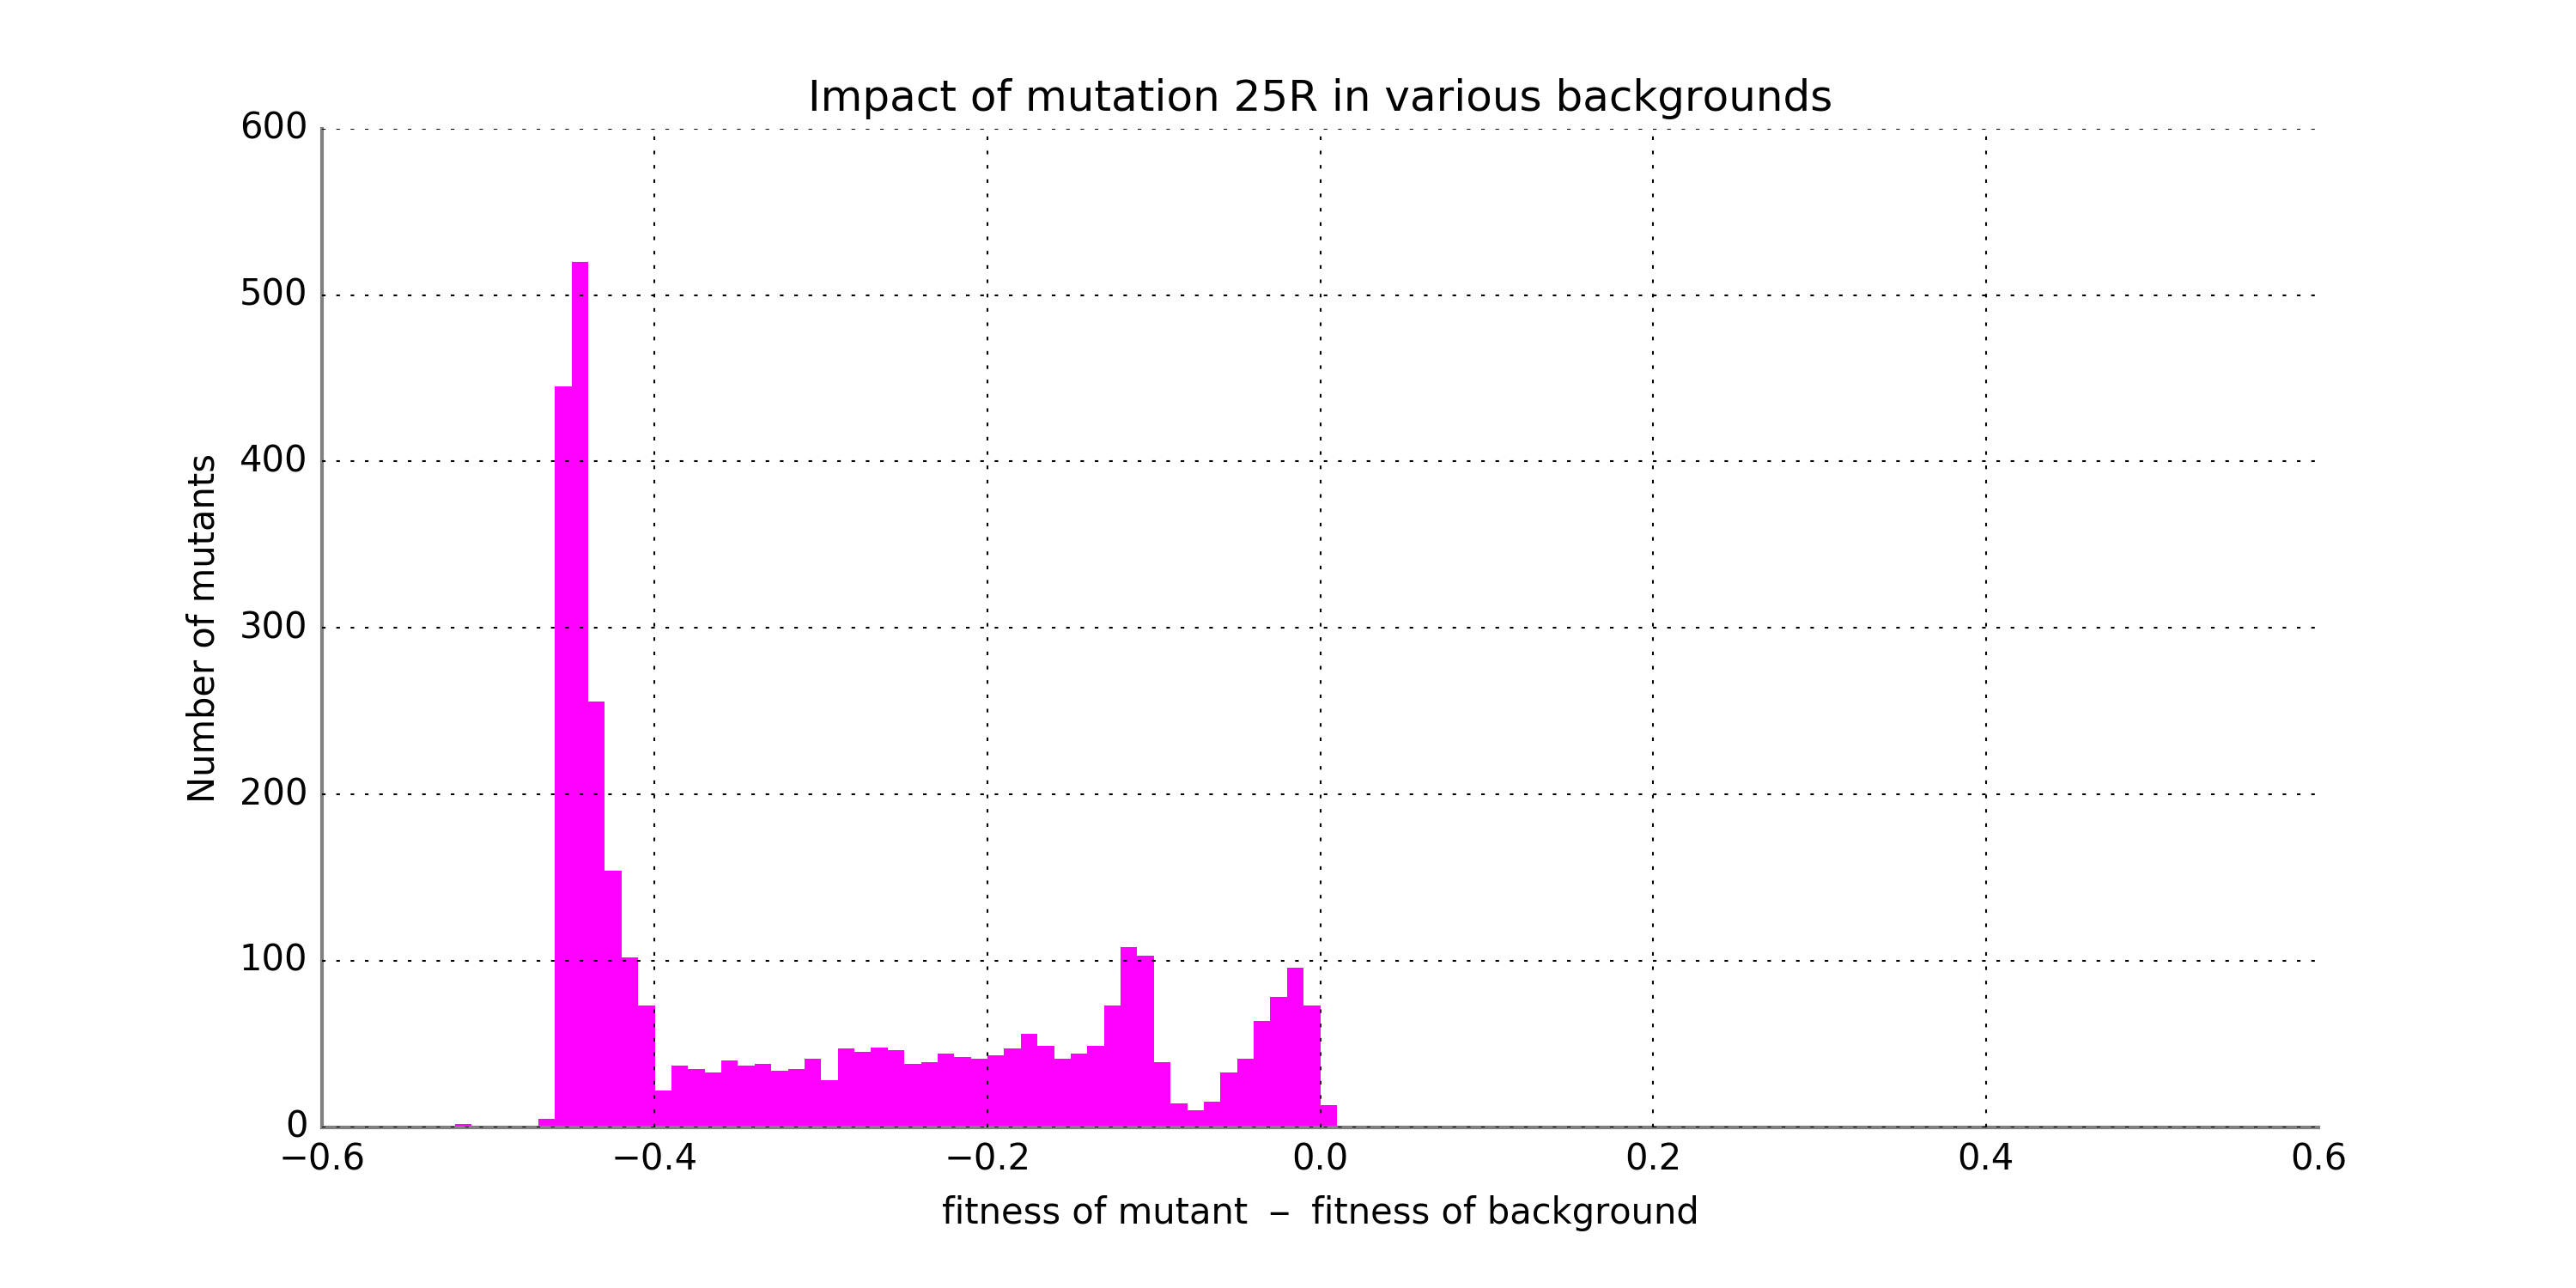 Impact of mutation 25R in various backgrounds
600
500
400
300
200
100
0
Number of mutants
−0.6 −0.4 −0.2 0.0 0.2 0.4 0.6
fitness of mutant − fitness of background